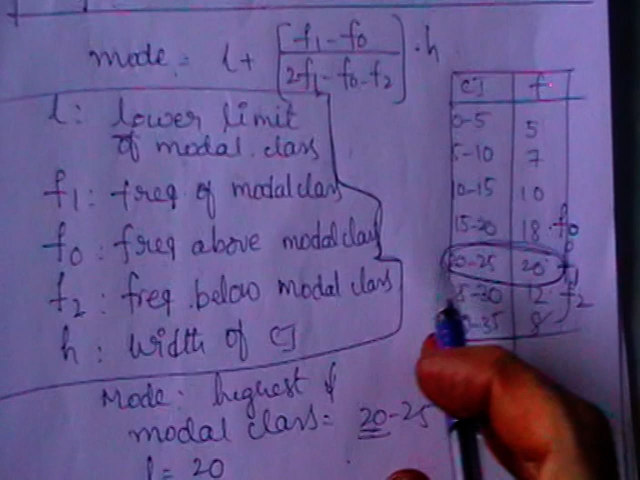 mode = l + [f1 - f0 / 2f1 - f0 - f2] . h
l : lower limit
of modal class
f1 : freq of modal class
f0 : freq above modal class
f2 : freq below modal class
h : width of CI
Mode : highest f
modal class = 20-25
l = 20
CI f
0-5 5
5-10 7
10-15 10
15-20 18 f0
20-25 20 f1
25-30 12 f2
30-35 8